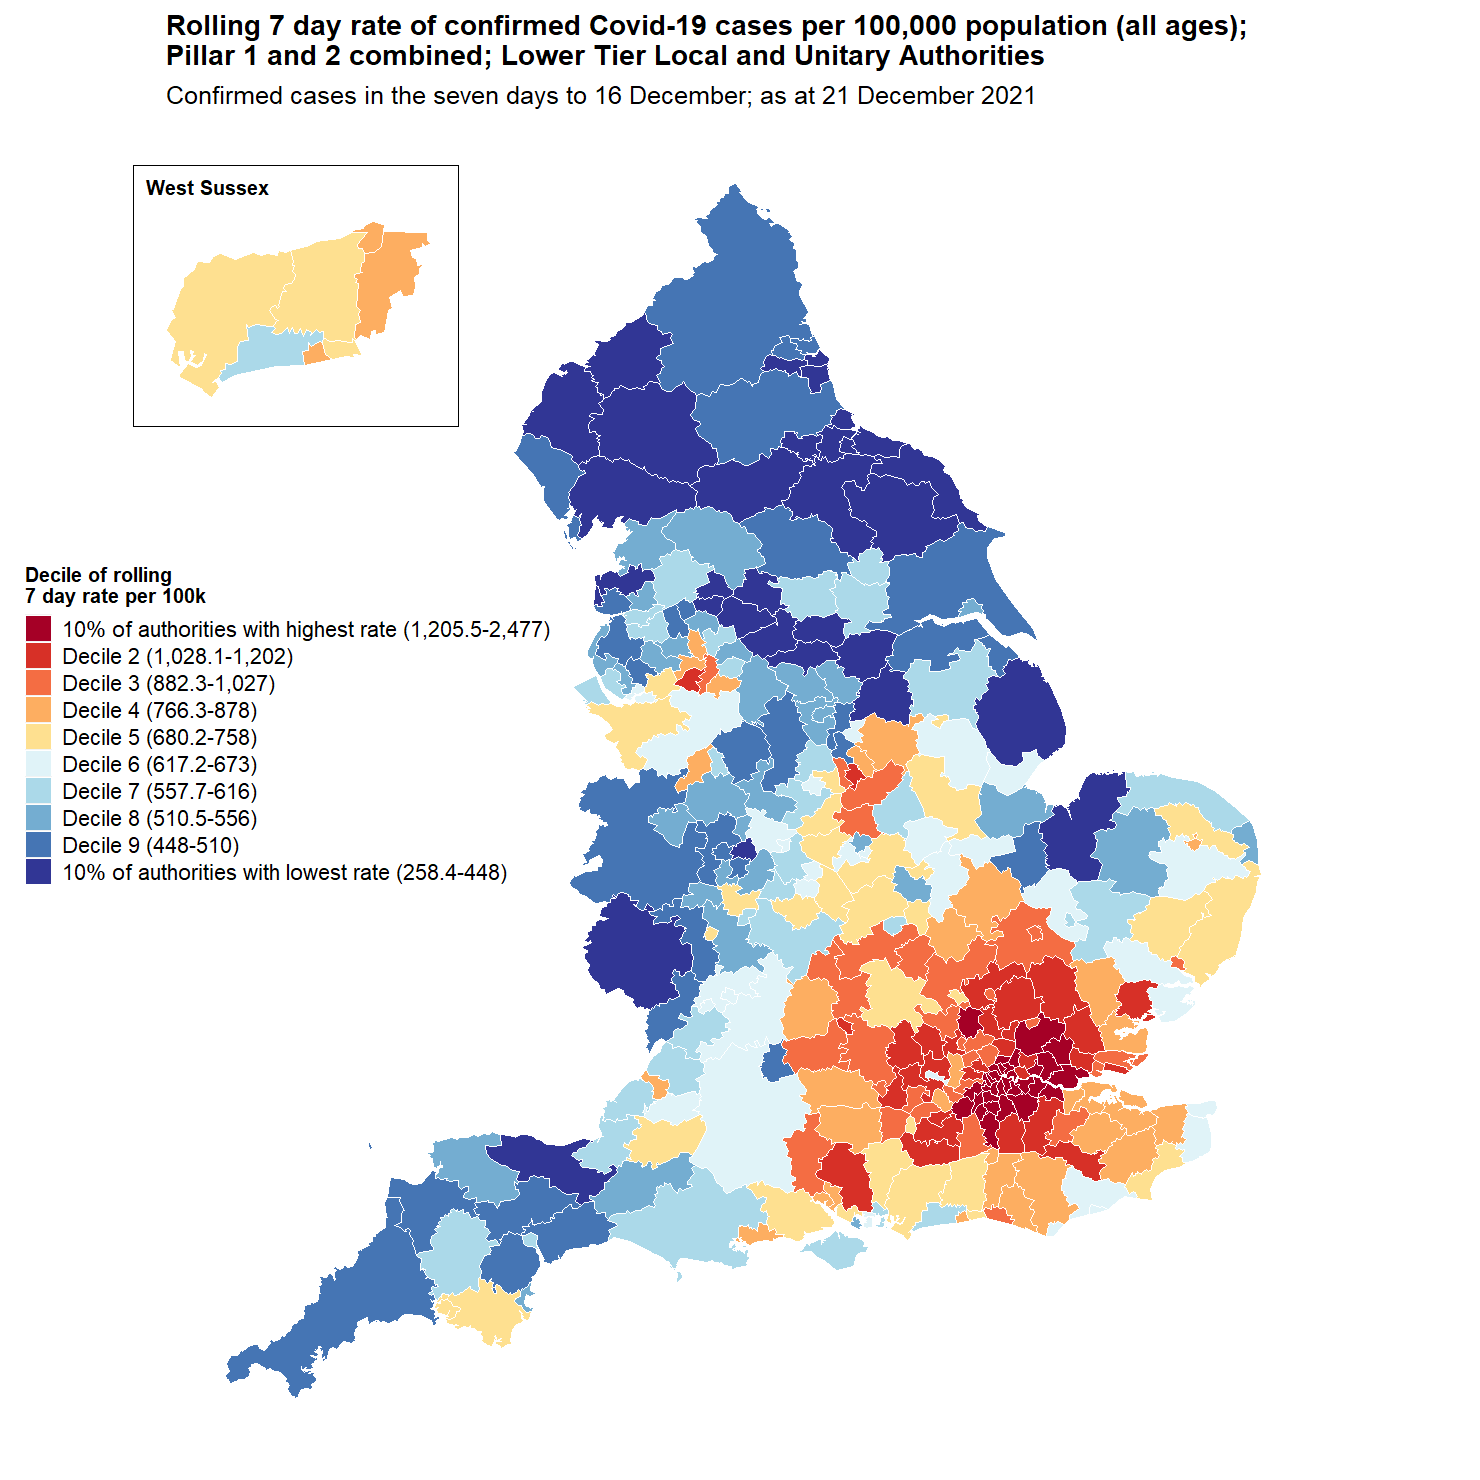 Rolling 7 day rate of confirmed Covid-19 cases per 100,000 population (all ages);
Pillar 1 and 2 combined; Lower Tier Local and Unitary Authorities
Confirmed cases in the seven days to 16 December; as at 21 December 2021
West Sussex
Decile of rolling
7 day rate per 100k
10% of authorities with highest rate (1,205.5-2,477)
Decile 2 (1,028.1-1,202)
Decile 3 (882.3-1,027)
Decile 4 (766.3-878)
Decile 5 (680.2-758)
Decile 6 (617.2-673)
Decile 7 (557.7-616)
Decile 8 (510.5-556)
Decile 9 (448-510)
10% of authorities with lowest rate (258.4-448)